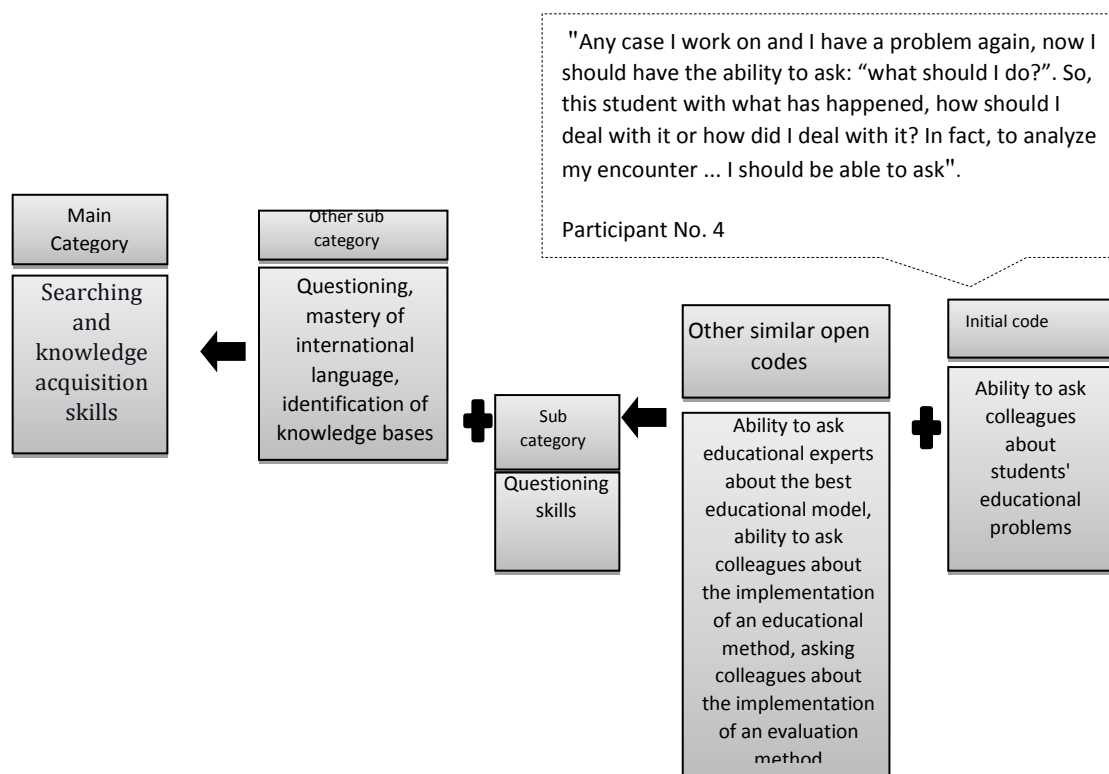 "Any case I work on and I have a problem again, now I
should have the ability to ask: “what should I do?”. So,
this student with what has happened, how should I
deal with it or how did I deal with it? In fact, to analyze
my encounter ... I should be able to ask".
Participant No. 4
Main
Category
Searching
and
knowledge
acquisition
skills
Other sub
category
Questioning,
mastery of
international
language,
identification of
knowledge bases
Sub
category
Questioning
skills
Other similar open
codes
Ability to ask
educational experts
about the best
educational model,
ability to ask
colleagues about
the implementation
of an educational
method, asking
colleagues about
the implementation
of an evaluation
method
Initial code
Ability to ask
colleagues
about
students'
educational
problems